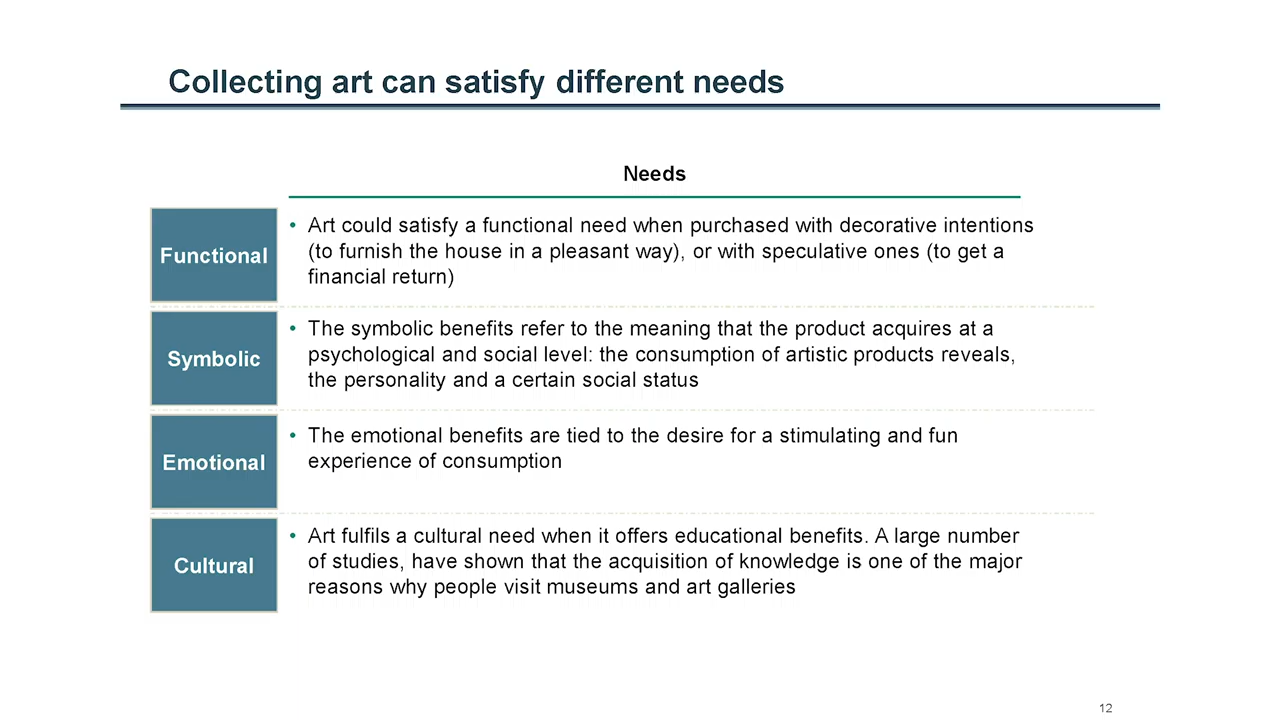 Collecting art can satisfy different needs
Needs
Functional
• Art could satisfy a functional need when purchased with decorative intentions
(to furnish the house in a pleasant way), or with speculative ones (to get a
financial return)
Symbolic
• The symbolic benefits refer to the meaning that the product acquires at a
psychological and social level: the consumption of artistic products reveals,
the personality and a certain social status
Emotional
• The emotional benefits are tied to the desire for a stimulating and fun
experience of consumption
Cultural
• Art fulfils a cultural need when it offers educational benefits. A large number
of studies, have shown that the acquisition of knowledge is one of the major
reasons why people visit museums and art galleries
12